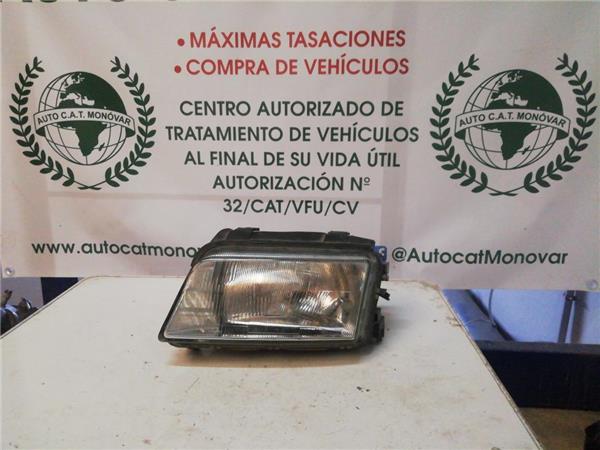 • MÁXIMAS TASACIONES
• COMPRA DE VEHÍCULOS
AUTO C.A.T. MONÓVAR
AUTO C.A.T. MONÓVAR
CENTRO AUTORIZADO DE
TRATAMIENTO DE VEHÍCULOS
AL FINAL DE SU VIDA ÚTIL
AUTORIZACIÓN Nº
32/CAT/VFU/CV
www.autocatmonóvar
@AutocatMonovar